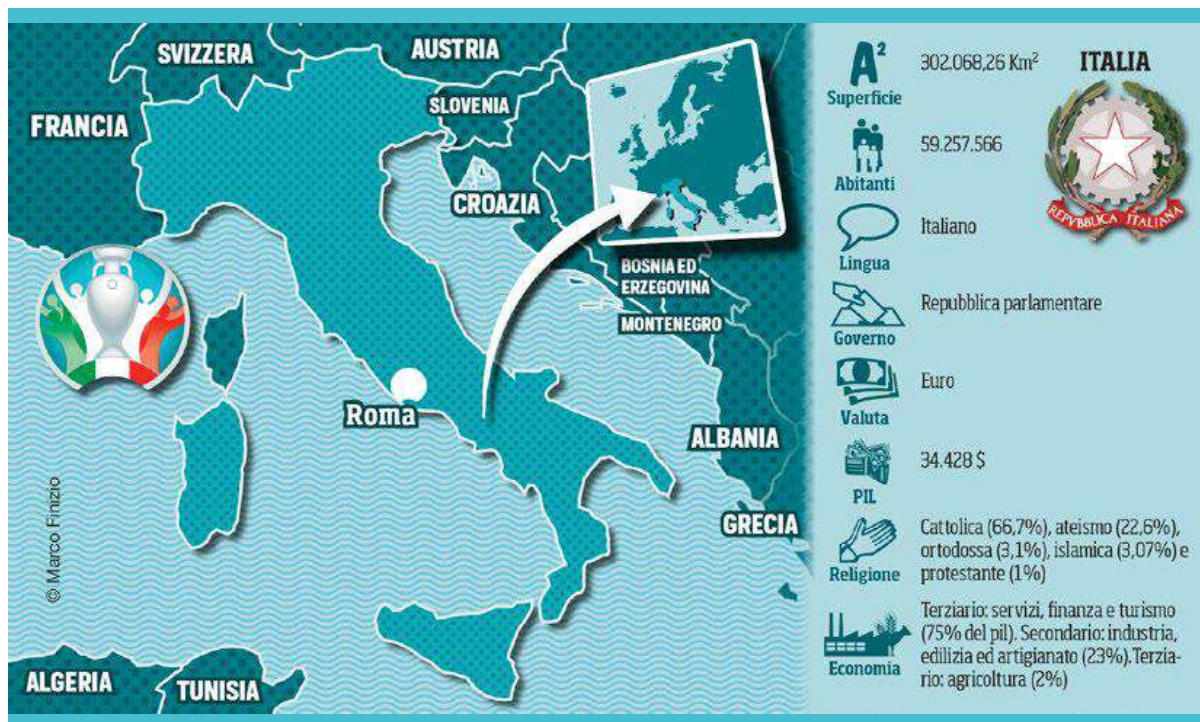 SVIZZERA
AUSTRIA
SLOVENIA
FRANCIA
CROAZIA
BOSNIA ED
ERZEGOVINA
MONTENEGRO
Roma
ALBANIA
GRECIA
ALGERIA
TUNISIA
© Marco Finizio
ITALIA
REPVBBLICA ITALIANA
A²
Superficie
302.068,26 Km²
Abitanti
59.257.566
Lingua
Italiano
Governo
Repubblica parlamentare
Valuta
Euro
PIL
34.428 $
Religione
Cattolica (66,7%), ateismo (22,6%),
ortodossa (3,1%), islamica (3,07%) e
protestante (1%)
Economia
Terziario: servizi, finanza e turismo
(75% del pil). Secondario: industria,
edilizia ed artigianato (23%).Terzia-
rio: agricoltura (2%)